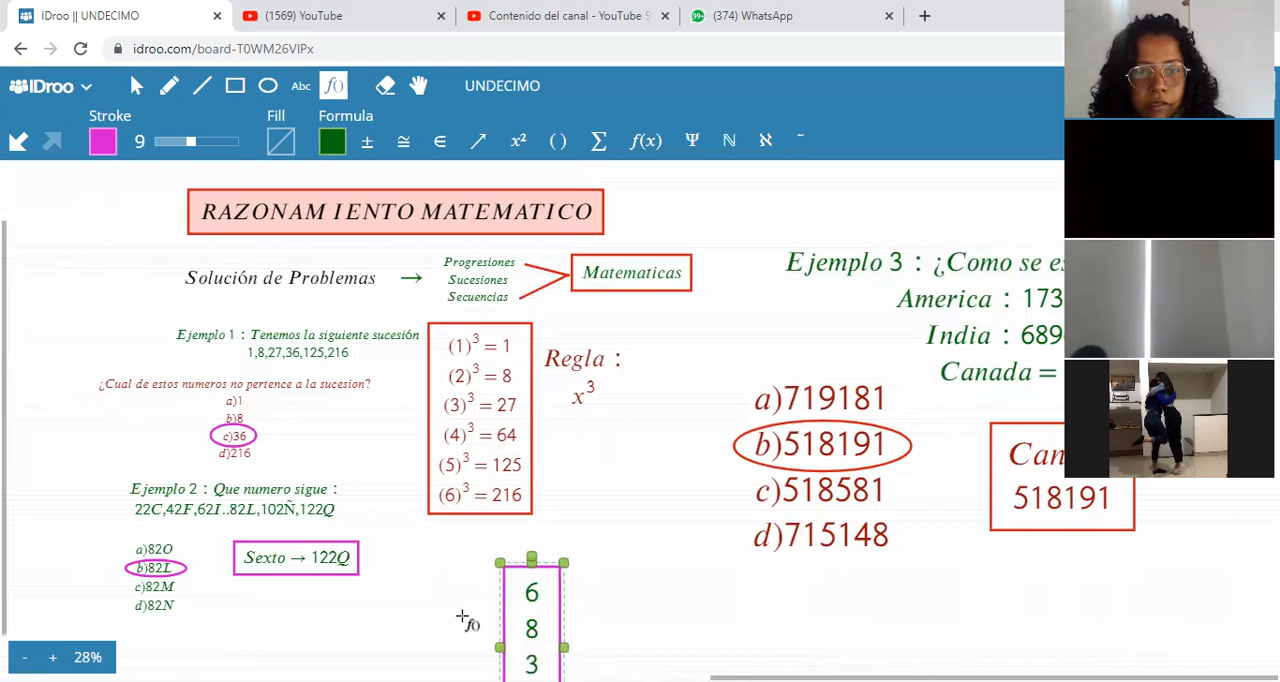 IDroo || UNDECIMO
(1569) YouTube
Contenido del canal - YouTube S
99+
(374) WhatsApp
idroo.com/board-T0WM26VIPx
IDroo
Abc
f()
UNDECIMO
Stroke
Fill
Formula
9
± ≅ ∈ x² ( ) ∑ f(x) Ψ ℕ ℵ ~
RAZONAM IENTO MATEMATICO
Solución de Problemas →
Progresiones
Sucesiones
Secuencias
Matematicas
Ejemplo 1 : Tenemos la siguiente sucesión
1,8,27,36,125,216
¿Cual de estos numeros no pertence a la sucesion?
a)1
b)8
c)36
d)216
(1)³ = 1
(2)³ = 8
(3)³ = 27
(4)³ = 64
(5)³ = 125
(6)³ = 216
Regla :
x³
Ejemplo 2 : Que numero sigue :
22C,42F,62I..82L,102Ñ,122Q
a)82O
b)82L
c)82M
d)82N
Sexto → 122Q
6
8
3
f()
Ejemplo 3 : ¿Como se es
America : 173
India : 689
Canada =
a)719181
b)518191
c)518581
d)715148
Can
518191
- + 28%